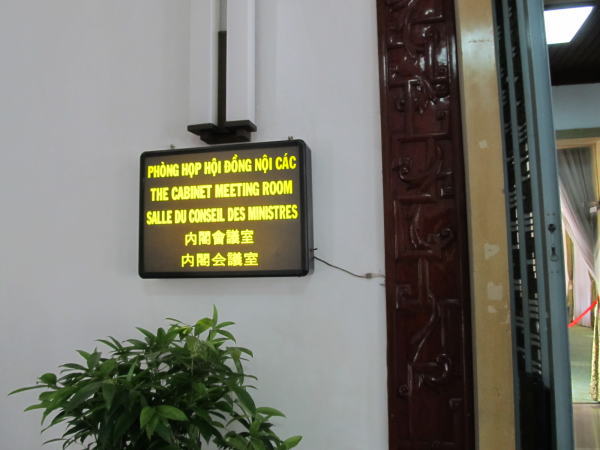 PHÒNG HỌP HỘI ĐỒNG NỘI CÁC
THE CABINET MEETING ROOM
SALLE DU CONSEIL DES MINISTRES
内閣會議室
内閣会議室